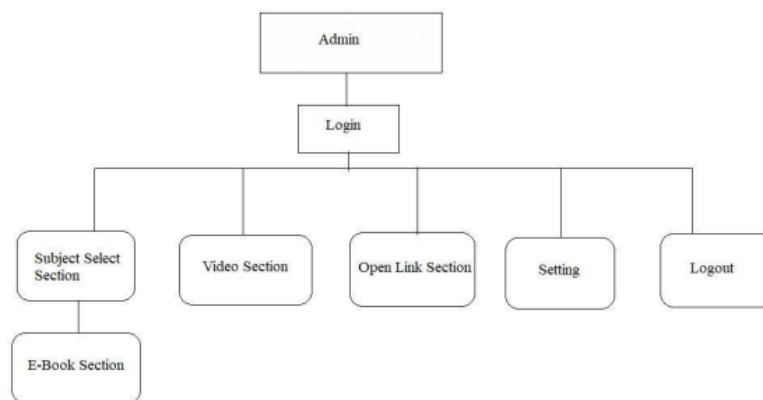 Admin
Login
Subject Select
Section
Video Section
Open Link Section
Setting
Logout
E-Book Section